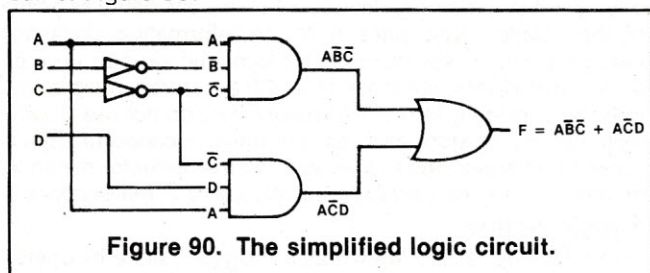 A
A
B
B̅
C
C̅
AB̅C̅
F = AB̅C̅ + AC̅D
D
C̅
D
A
AC̅D
Figure 90. The simplified logic circuit.